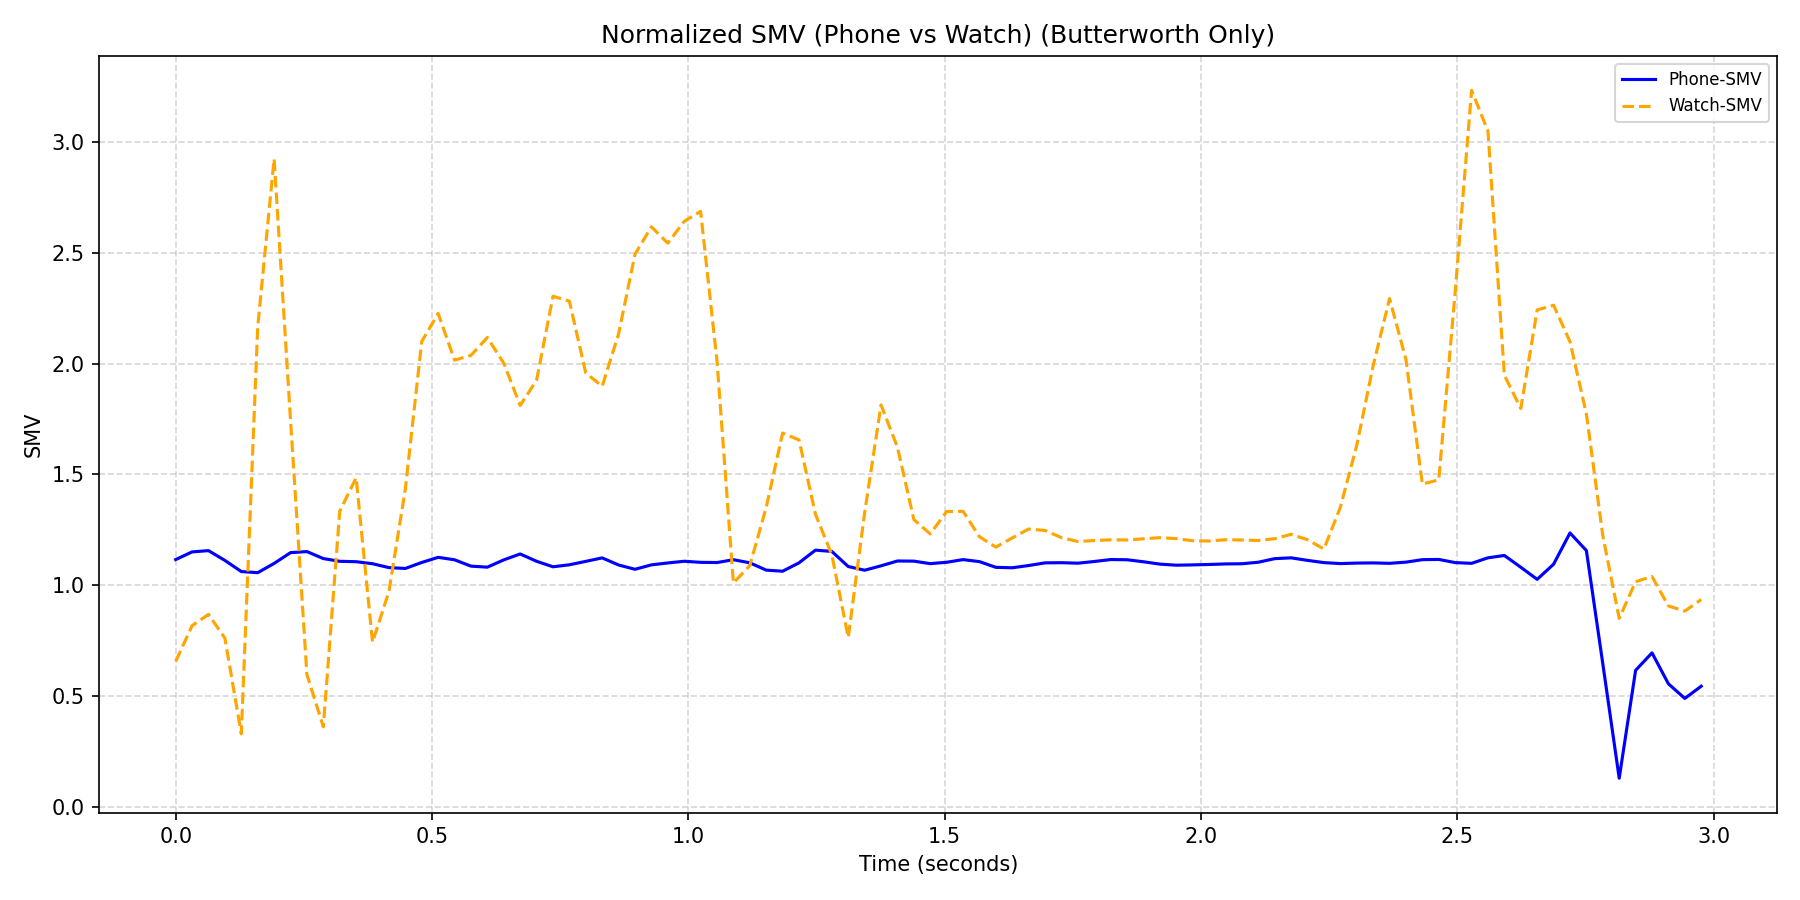 Normalized SMV (Phone vs Watch) (Butterworth Only)
Phone-SMV
Watch-SMV
SMV
3.0
2.5
2.0
1.5
1.0
0.5
0.0
0.0 0.5 1.0 1.5 2.0 2.5 3.0
Time (seconds)